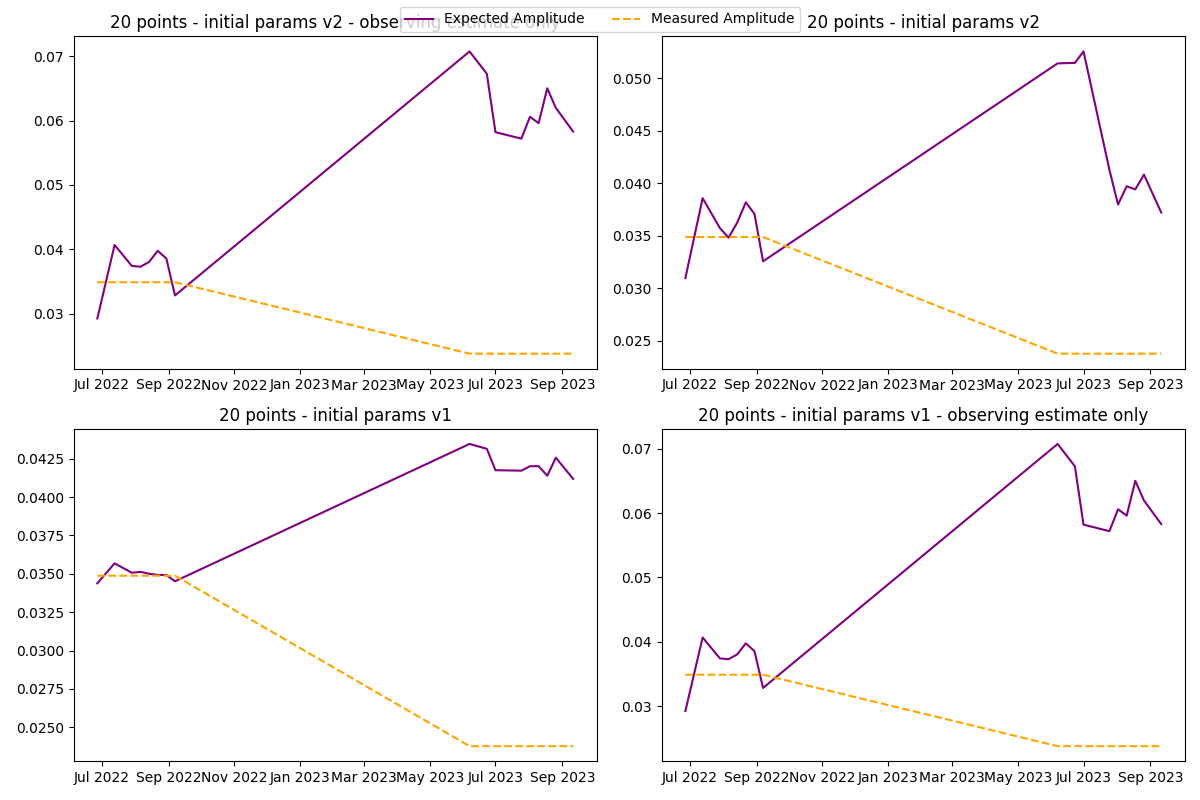 20 points - initial params v2 - observing estimate only
Expected Amplitude
Measured Amplitude
20 points - initial params v2
0.07
0.06
0.05
0.04
0.03
Jul 2022 Sep 2022 Nov 2022 Jan 2023 Mar 2023 May 2023 Jul 2023 Sep 2023
0.050
0.045
0.040
0.035
0.030
0.025
Jul 2022 Sep 2022 Nov 2022 Jan 2023 Mar 2023 May 2023 Jul 2023 Sep 2023
20 points - initial params v1
0.0425
0.0400
0.0375
0.0350
0.0325
0.0300
0.0275
0.0250
Jul 2022 Sep 2022 Nov 2022 Jan 2023 Mar 2023 May 2023 Jul 2023 Sep 2023
20 points - initial params v1 - observing estimate only
0.07
0.06
0.05
0.04
0.03
Jul 2022 Sep 2022 Nov 2022 Jan 2023 Mar 2023 May 2023 Jul 2023 Sep 2023